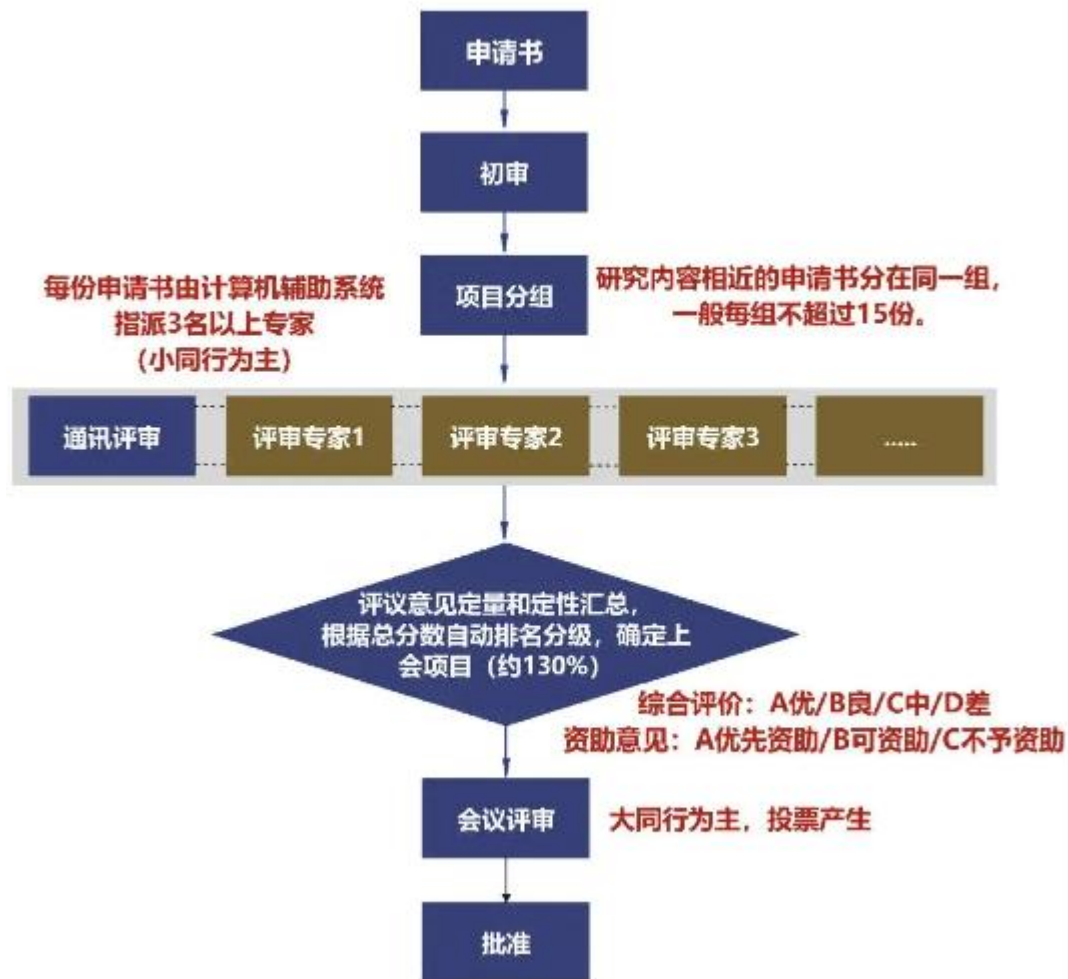 申请书
初审
每份申请书由计算机辅助系统
指派3名以上专家
（小同行为主）
项目分组
研究内容相近的申请书分在同一组，
一般每组不超过15份。
通讯评审
评审专家1
评审专家2
评审专家3
.....
评议意见定量和定性汇总，
根据总分数自动排名分级，确定上
会项目（约130%）
综合评价：A优/B良/C中/D差
资助意见：A优先资助/B可资助/C不予资助
会议评审
大同行为主，投票产生
批准